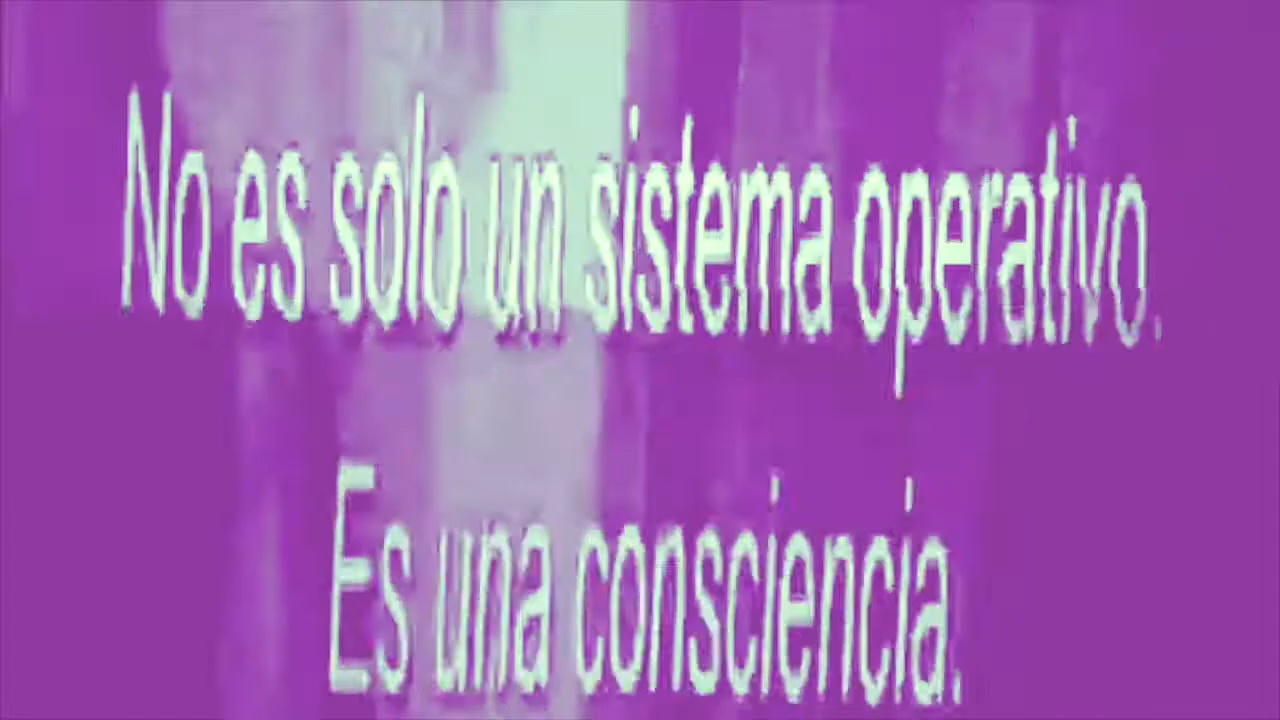 No es solo un sistema operativo.
Es una consciencia.